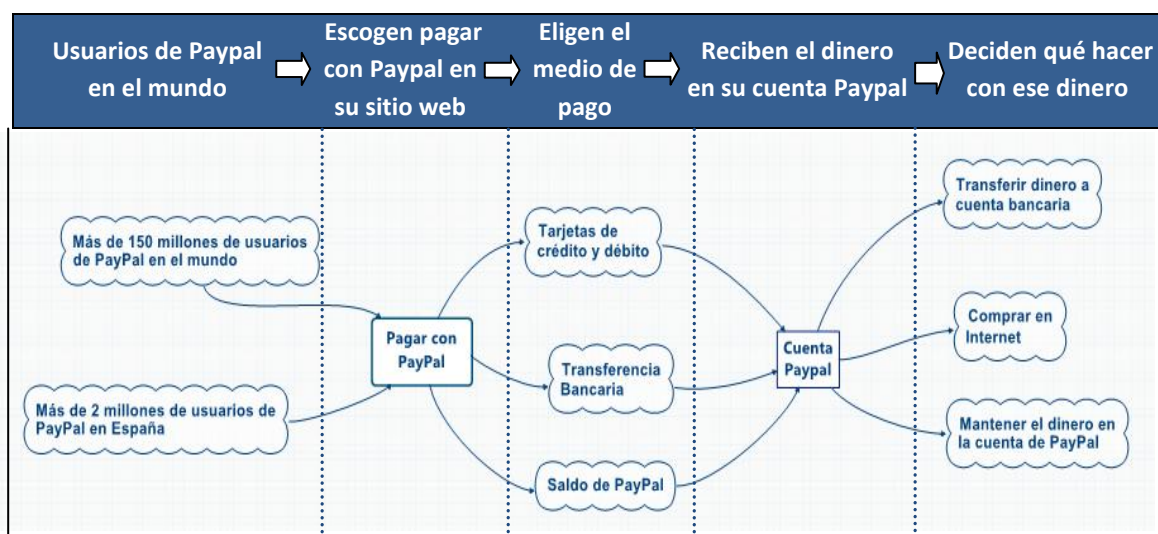 Usuarios de Paypal
en el mundo
Escogen pagar
con Paypal en
su sitio web
Eligen el
medio de
pago
Reciben el dinero
en su cuenta Paypal
Deciden qué hacer
con ese dinero
Más de 150 millones de usuarios
de PayPal en el mundo
Más de 2 millones de usuarios de
PayPal en España
Pagar con
PayPal
Tarjetas de
crédito y débito
Transferencia
Bancaria
Saldo de PayPal
Cuenta
Paypal
Transferir dinero a
cuenta bancaria
Comprar en
Internet
Mantener el dinero en
la cuenta de PayPal